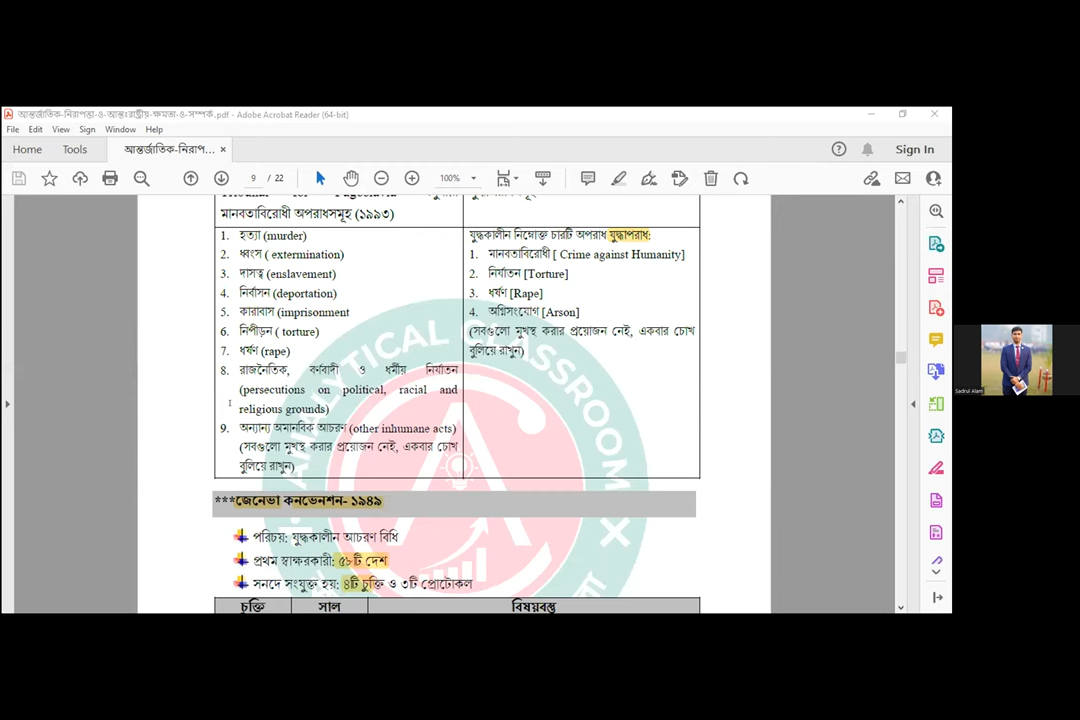 আন্তর্জাতিক-নিরাপত্তা-ও-আন্তঃরাষ্ট্রীয়-ক্ষমতা-ও-সম্পর্ক.pdf - Adobe Acrobat Reader (64-bit)
File Edit View Sign Window Help
Home Tools আন্তর্জাতিক-নিরাপ... × Sign In
9 / 22 100%
মানবতাবিরোধী অপরাধসমূহ (১৯৯৩)
1. হত্যা (murder)
2. ধ্বংস ( extermination)
3. দাসত্ব (enslavement)
4. নির্বাসন (deportation)
5. কারাবাস (imprisonment
6. নিপীড়ন ( torture)
7. ধর্ষণ (rape)
8. রাজনৈতিক, বর্ণবাদী ও ধর্মীয় নির্যাতন
(persecutions on political, racial and
religious grounds)
9. অন্যান্য অমানবিক আচরণ (other inhumane acts)
(সবগুলো মুখস্থ করার প্রয়োজন নেই, একবার চোখ
বুলিয়ে রাখুন)
যুদ্ধকালীন নিম্নোক্ত চারটি অপরাধ যুদ্ধাপরাধ:
1. মানবতাবিরোধী [ Crime against Humanity]
2. নির্যাতন [Torture]
3. ধর্ষণ [Rape]
4. অগ্নিসংযোগ [Arson]
(সবগুলো মুখস্থ করার প্রয়োজন নেই, একবার চোখ
বুলিয়ে রাখুন)
***জেনেভা কনভেনশন- ১৯৪৯
পরিচয়: যুদ্ধকালীন আচরণ বিধি
প্রথম স্বাক্ষরকারী: ৫৮টি দেশ
সনদে সংযুক্ত হয়: ৪টি চুক্তি ও ৩টি প্রোটোকল
চুক্তি সাল বিষয়বস্তু
ANALYTICAL CLASSROOM
Sadrul Alam